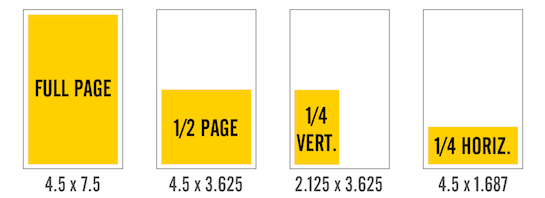 FULL PAGE
4.5 x 7.5
1/2 PAGE
4.5 x 3.625
1/4
VERT.
2.125 x 3.625
1/4 HORIZ.
4.5 x 1.687